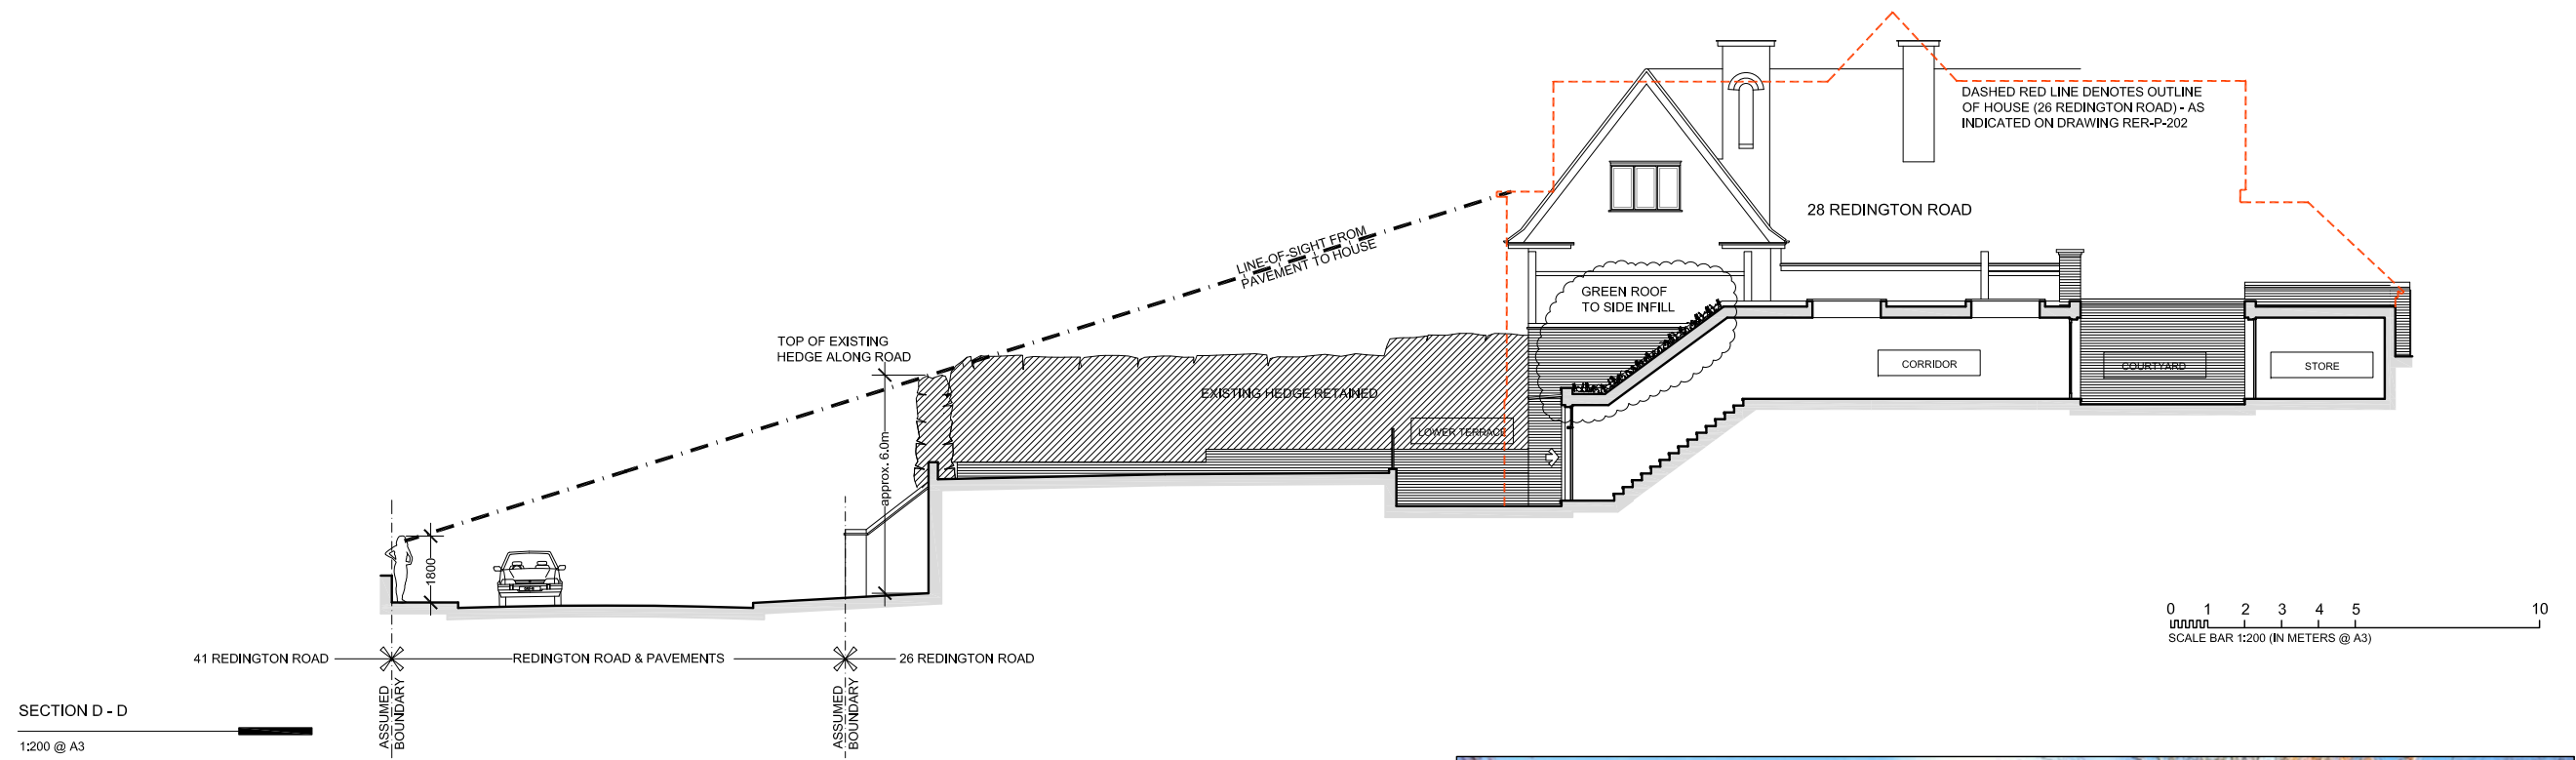 DASHED RED LINE DENOTES OUTLINE
OF HOUSE (26 REDINGTON ROAD) - AS
INDICATED ON DRAWING RER-P-202
28 REDINGTON ROAD
LINE-OF-SIGHT FROM
PAVEMENT TO HOUSE
GREEN ROOF
TO SIDE INFILL
TOP OF EXISTING
HEDGE ALONG ROAD
CORRIDOR
COURTYARD
STORE
EXISTING HEDGE RETAINED
LOWER TERRACE
approx. 6.0m
1800
0 1 2 3 4 5 10
SCALE BAR 1:200 (IN METERS @ A3)
41 REDINGTON ROAD
REDINGTON ROAD & PAVEMENTS
26 REDINGTON ROAD
ASSUMED
BOUNDARY
ASSUMED
BOUNDARY
SECTION D - D
1:200 @ A3